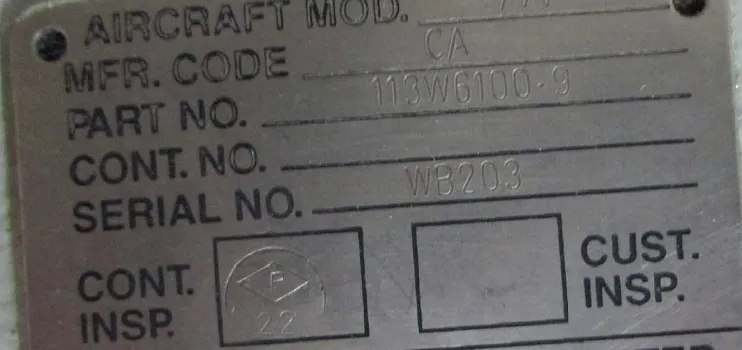 AIRCRAFT MOD. 777
MFR. CODE CA
PART NO. 113W6100-9
CONT. NO.
SERIAL NO. WB203
CONT. INSP.
P
22
CUST. INSP.